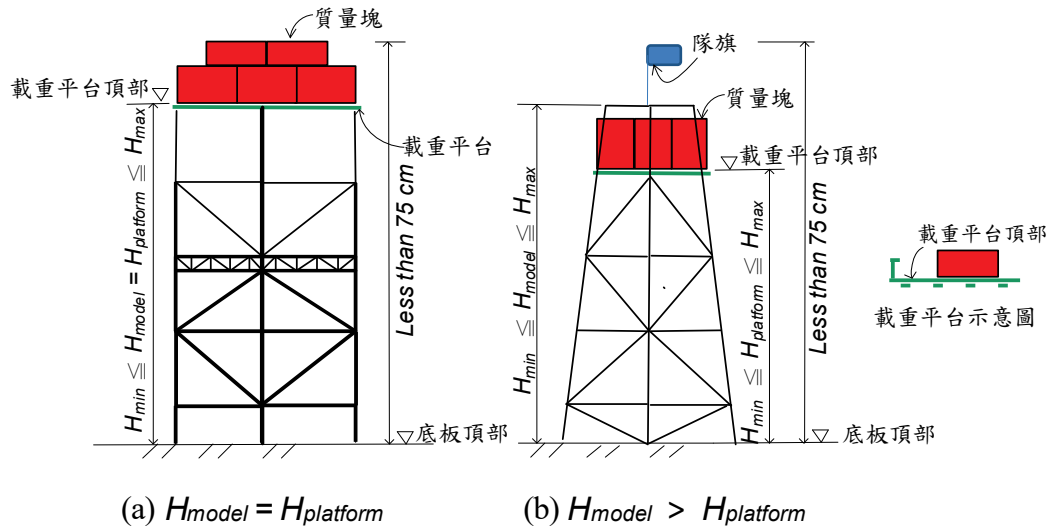 質量塊
載重平台頂部
載重平台
Hmin ≦ Hmodel = Hplatform ≦ Hmax
Less than 75 cm
底板頂部
(a) Hmodel = Hplatform
隊旗
質量塊
載重平台頂部
Hmin ≦ Hmodel ≦ Hmax
Hmin ≦ Hplatform ≦ Hmax
Less than 75 cm
底板頂部
(b) Hmodel > Hplatform
載重平台頂部
載重平台示意圖